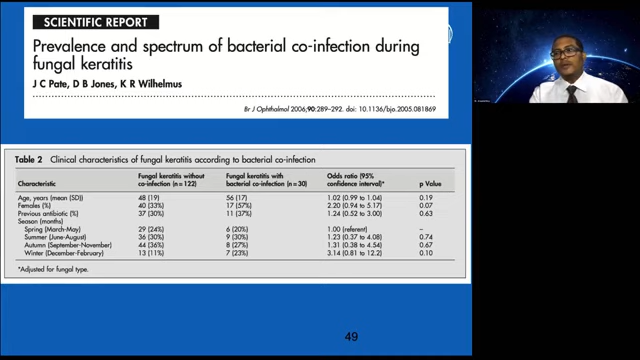 SCIENTIFIC REPORT
Prevalence and spectrum of bacterial co-infection during
fungal keratitis
J C Pate, D B Jones, K R Wilhelmus
Br J Ophthalmol 2006;90:289–292. doi: 10.1136/bjo.2005.081869
Table 2 Clinical characteristics of fungal keratitis according to bacterial co-infection
Characteristic Fungal keratitis without co-infection (n = 122) Fungal keratitis with bacterial co-infection (n = 30) Odds ratio (95% confidence interval)* p Value
Age, years (mean (SD)) 48 (19) 56 (17) 1.02 (0.99 to 1.04) 0.19
Females (%) 40 (33%) 17 (57%) 2.20 (0.94 to 5.17) 0.07
Previous antibiotic (%) 37 (30%) 11 (37%) 1.24 (0.52 to 3.00) 0.63
Season (months)
Spring (March-May) 29 (24%) 6 (20%) 1.00 (referent) –
Summer (June-August) 36 (30%) 9 (30%) 1.23 (0.37 to 4.08) 0.74
Autumn (September-November) 44 (36%) 8 (27%) 1.31 (0.38 to 4.54) 0.67
Winter (December-February) 13 (11%) 7 (23%) 3.14 (0.81 to 12.2) 0.10
*Adjusted for fungal type.
49